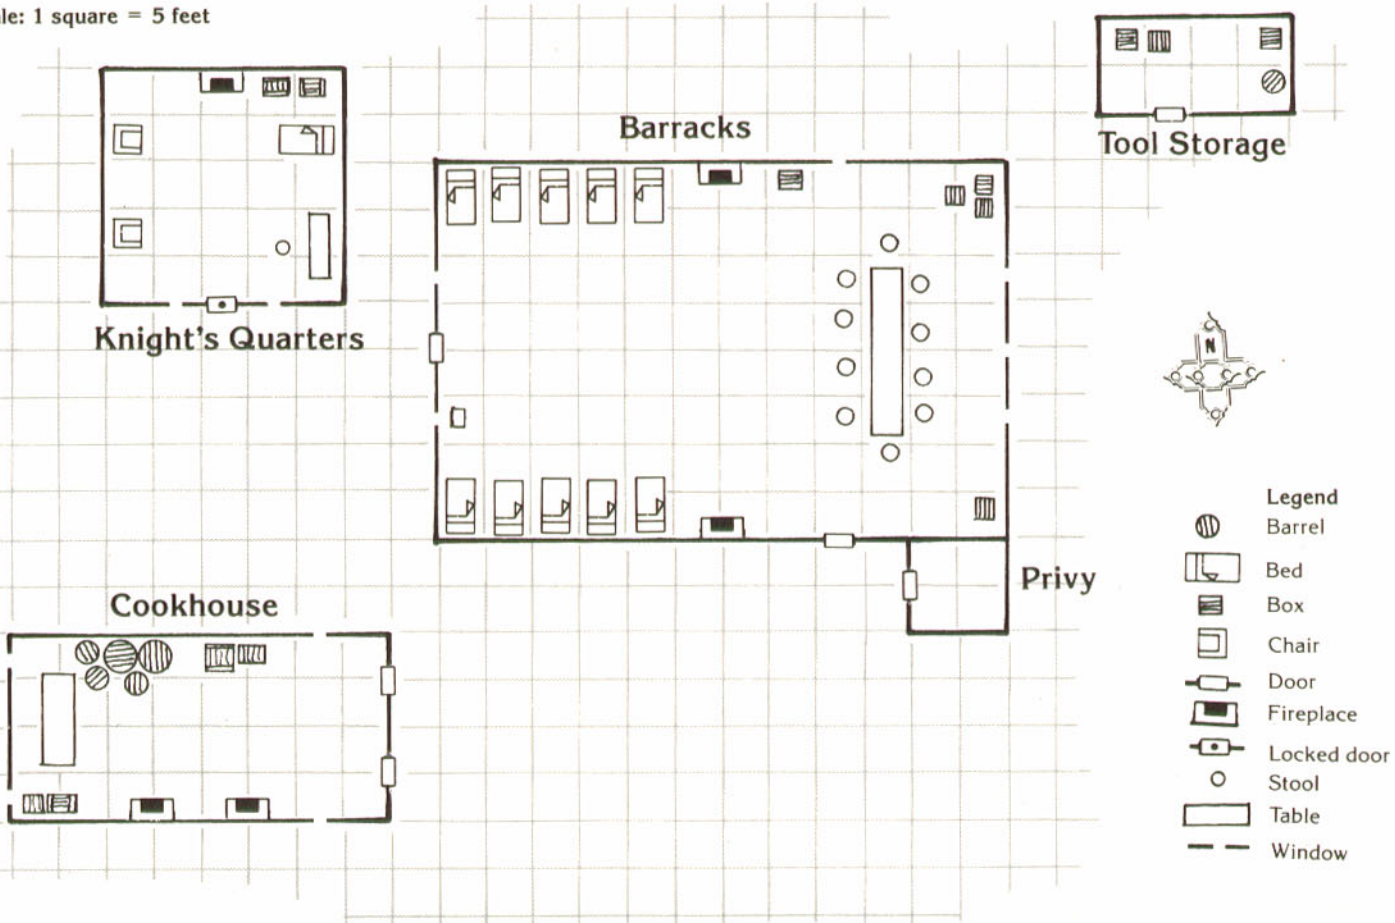 le: 1 square = 5 feet
Barracks
Tool Storage
Knight's Quarters
N
Privy
Cookhouse
Legend
Barrel
Bed
Box
Chair
Door
Fireplace
Locked door
Stool
Table
Window